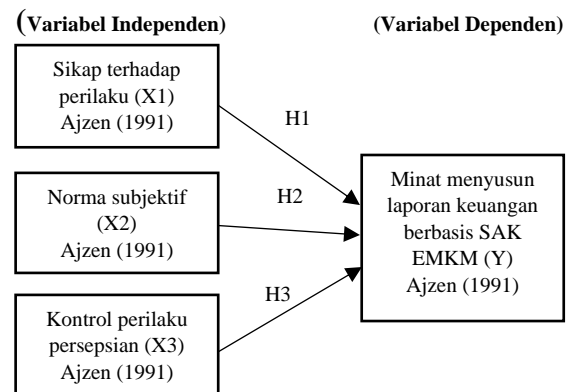 (Variabel Independen)
(Variabel Dependen)
Sikap terhadap
perilaku (X1)
Ajzen (1991)
H1
Norma subjektif
(X2)
Ajzen (1991)
H2
Minat menyusun
laporan keuangan
berbasis SAK
EMKM (Y)
Ajzen (1991)
H3
Kontrol perilaku
persepsian (X3)
Ajzen (1991)